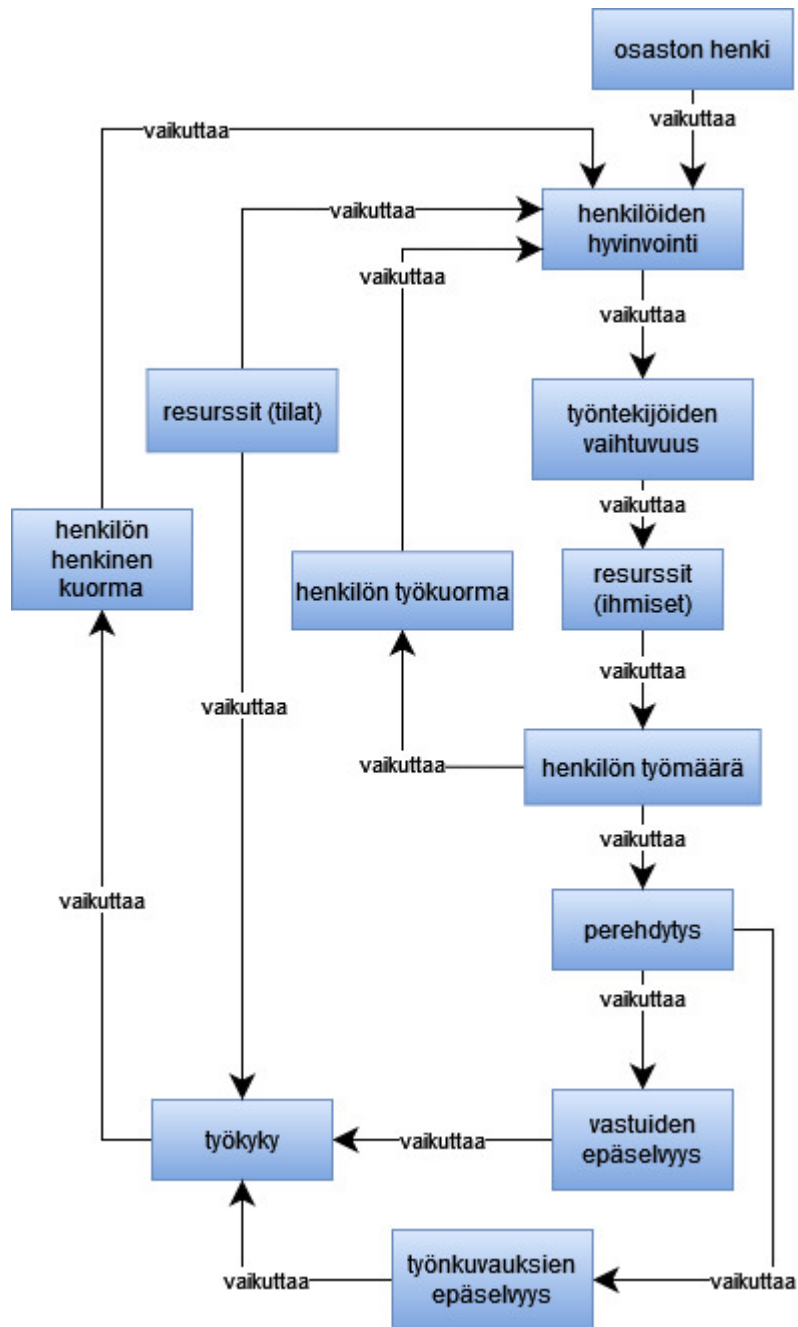 osaston henki
vaikuttaa
vaikuttaa
henkilöiden
hyvinvointi
vaikuttaa
vaikuttaa
vaikuttaa
resurssit (tilat)
työntekijöiden
vaihtuvuus
vaikuttaa
henkilön
henkinen
kuorma
henkilön työkuorma
resurssit
(ihmiset)
vaikuttaa
vaikuttaa
henkilön työmäärä
vaikuttaa
vaikuttaa
vaikuttaa
perehdytys
vaikuttaa
työkyky
vaikuttaa
vastuiden
epäselvyys
vaikuttaa
työnkuvauksien
epäselvyys
vaikuttaa